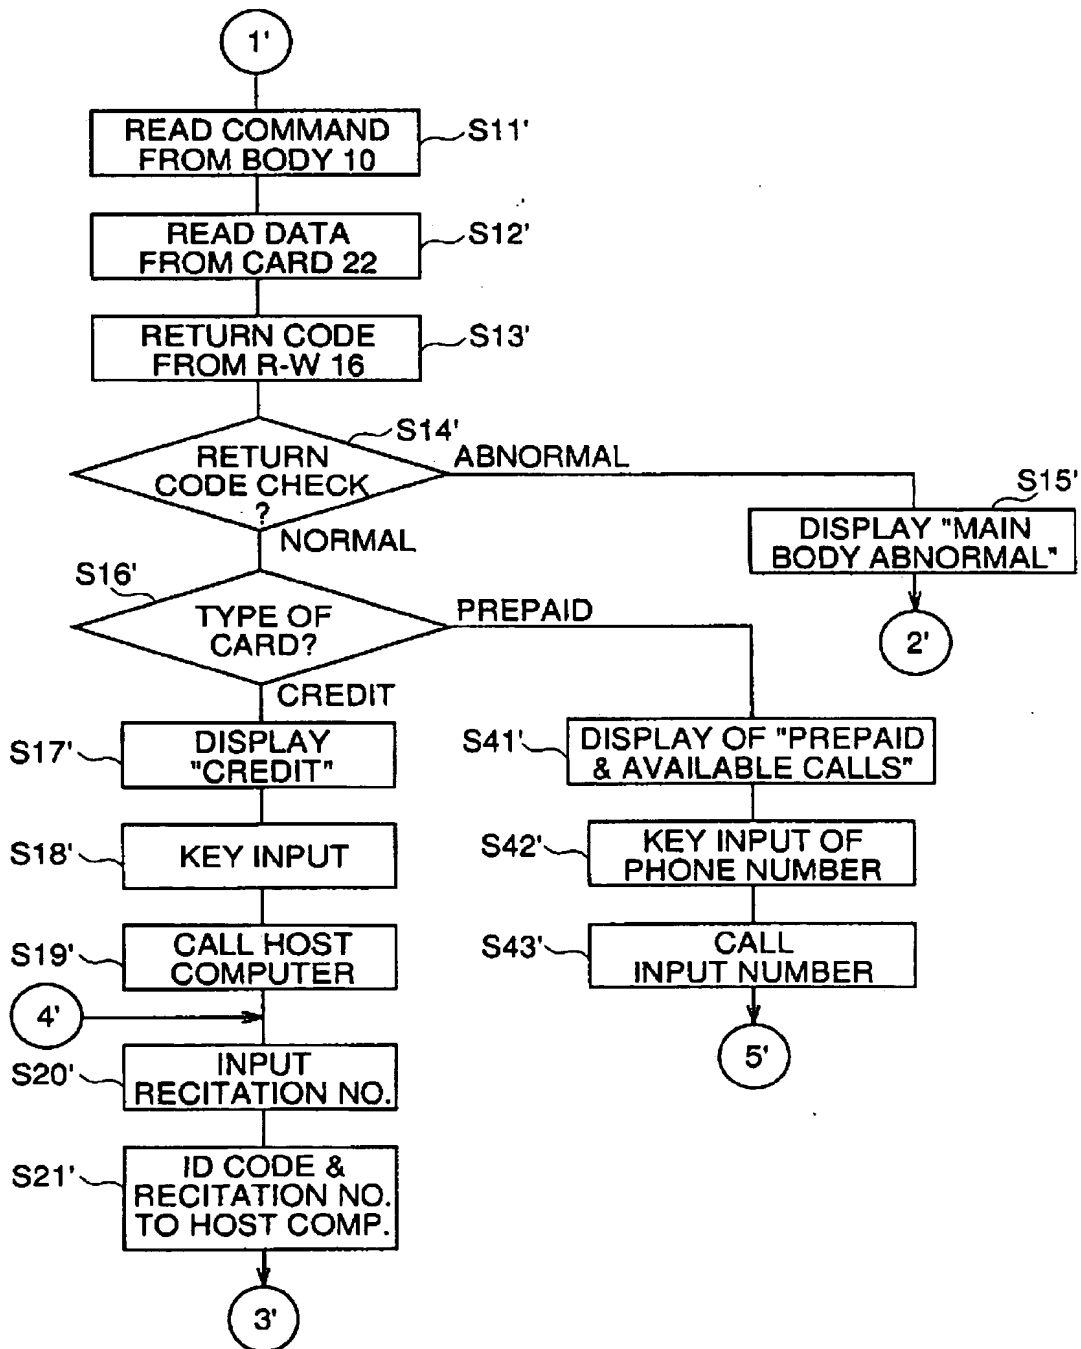 1'
READ COMMAND
FROM BODY 10
S11'
READ DATA
FROM CARD 22
S12'
RETURN CODE
FROM R-W 16
S13'
S14'
RETURN
CODE CHECK
?
ABNORMAL
NORMAL
S15'
DISPLAY "MAIN
BODY ABNORMAL"
2'
S16'
TYPE OF
CARD?
PREPAID
CREDIT
S17'
DISPLAY
"CREDIT"
S41'
DISPLAY OF "PREPAID
& AVAILABLE CALLS"
S18'
KEY INPUT
S42'
KEY INPUT OF
PHONE NUMBER
S19'
CALL HOST
COMPUTER
S43'
CALL
INPUT NUMBER
4'
5'
S20'
INPUT
RECITATION NO.
S21'
ID CODE &
RECITATION NO.
TO HOST COMP.
3'